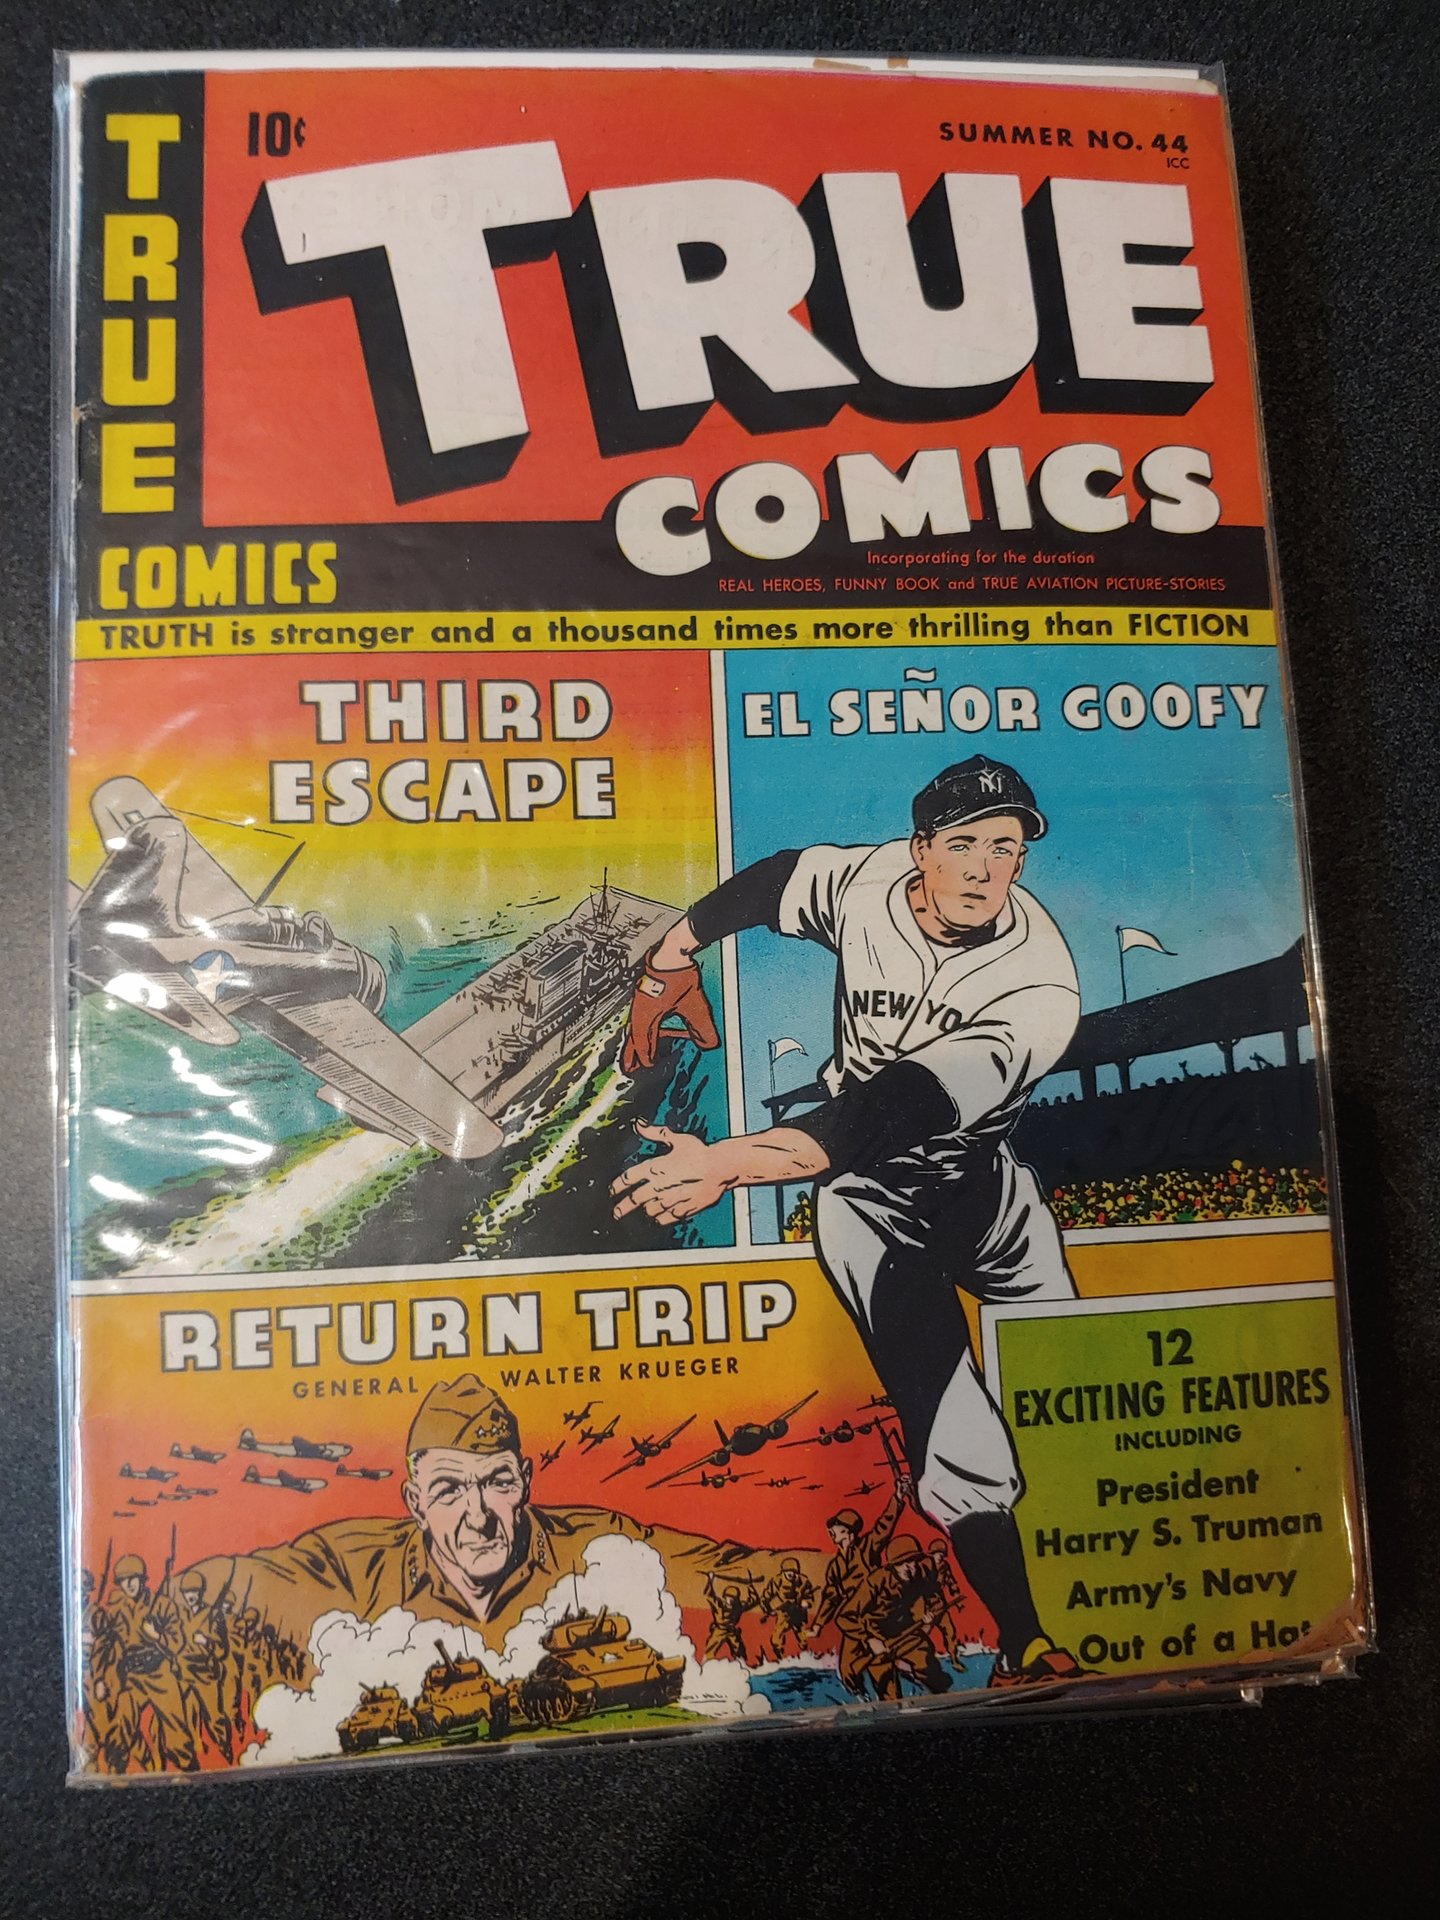 TRUE
COMICS
10¢
SUMMER NO. 44
ICC
TRUE
COMICS
Incorporating for the duration
REAL HEROES, FUNNY BOOK and TRUE AVIATION PICTURE-STORIES
TRUTH is stranger and a thousand times more thrilling than FICTION
THIRD
ESCAPE
EL SEÑOR GOOFY
NY
NEW YO
RETURN TRIP
GENERAL WALTER KRUEGER
12
EXCITING FEATURES
INCLUDING
President
Harry S. Truman
Army's Navy
Out of a Hat